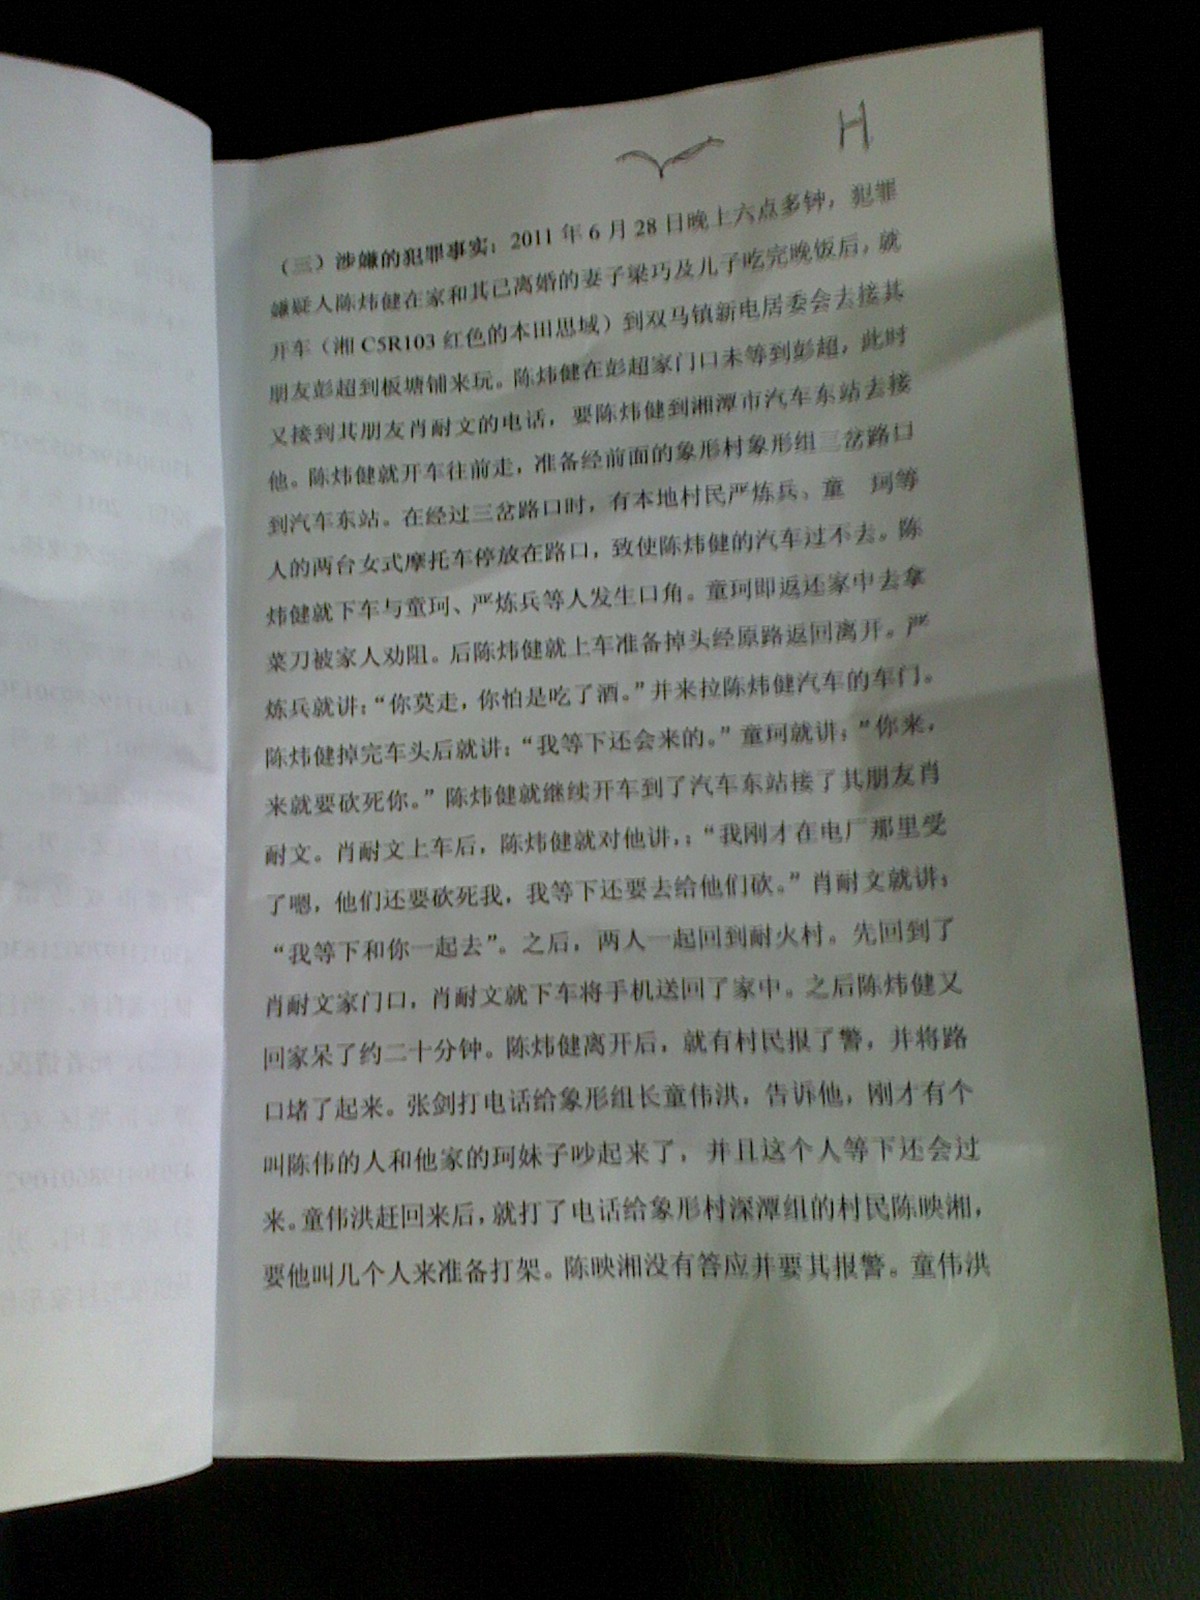 H
(三)涉嫌的犯罪事实:2011年6月28日晚上六点多钟,犯罪
嫌疑人陈炜健在家和其已离婚的妻子梁巧及儿子吃完晚饭后,就
开车(湘C5R103红色的本田思域)到双马镇新电居委会去接其
朋友彭超到板塘铺来玩。陈炜健在彭超家门口未等到彭超,此时
又接到其朋友肖耐文的电话,要陈炜健到湘潭市汽车东站去接
他。陈炜健就开车往前走,准备经前面的象形村象形组三岔路口
到汽车东站。在经过三岔路口时,有本地村民严炼兵、童 珂等
人的两台女式摩托车停放在路口,致使陈炜健的汽车过不去。陈
炜健就下车与童珂、严炼兵等人发生口角。童珂即返还家中去拿
菜刀被家人劝阻。后陈炜健就上车准备掉头经原路返回离开。严
炼兵就讲:“你莫走,你怕是吃了酒。”并来拉陈炜健汽车的车门。
陈炜健掉完车头后就讲:“我等下还会来的。”童珂就讲:“你来,
来就要砍死你。”陈炜健就继续开车到了汽车东站接了其朋友肖
耐文。肖耐文上车后,陈炜健就对他讲,:“我刚才在电厂那里受
了嗯,他们还要砍死我,我等下还要去给他们砍。”肖耐文就讲:
“我等下和你一起去”。之后,两人一起回到耐火村。先回到了
肖耐文家门口,肖耐文就下车将手机送回了家中。之后陈炜健又
回家呆了约二十分钟。陈炜健离开后,就有村民报了警,并将路
口堵了起来。张剑打电话给象形组长童伟洪,告诉他,刚才有个
叫陈伟的人和他家的珂妹子吵起来了,并且这个人等下还会过
来。童伟洪赶回来后,就打了电话给象形村深潭组的村民陈映湘,
要他叫几个人来准备打架。陈映湘没有答应并要其报警。童伟洪